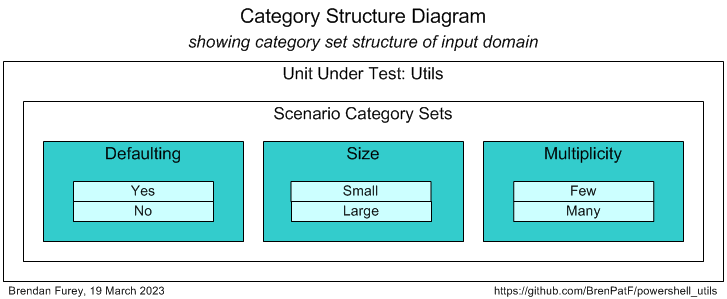 Category Structure Diagram
showing category set structure of input domain
Unit Under Test: Utils
Scenario Category Sets
Defaulting
Yes
No
Size
Small
Large
Multiplicity
Few
Many
Brendan Furey, 19 March 2023
https://github.com/BrenPatF/powershell_utils